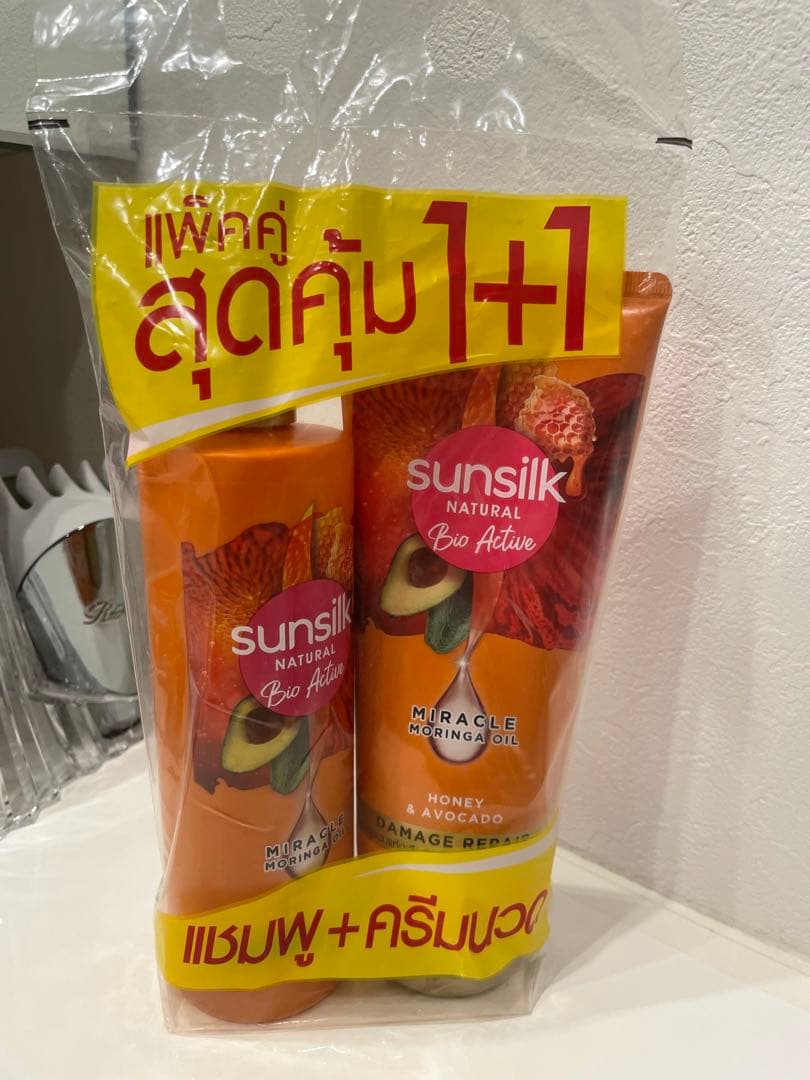 แพ็คคู่
สุดคุ้ม 1+1
sunsilk
NATURAL
Bio Active
MIRACLE
MORINGA OIL
HONEY
& AVOCADO
DAMAGE REPAIR
sunsilk
NATURAL
Bio Active
MIRACLE
MORINGA OIL
แชมพู+ครีมนวด